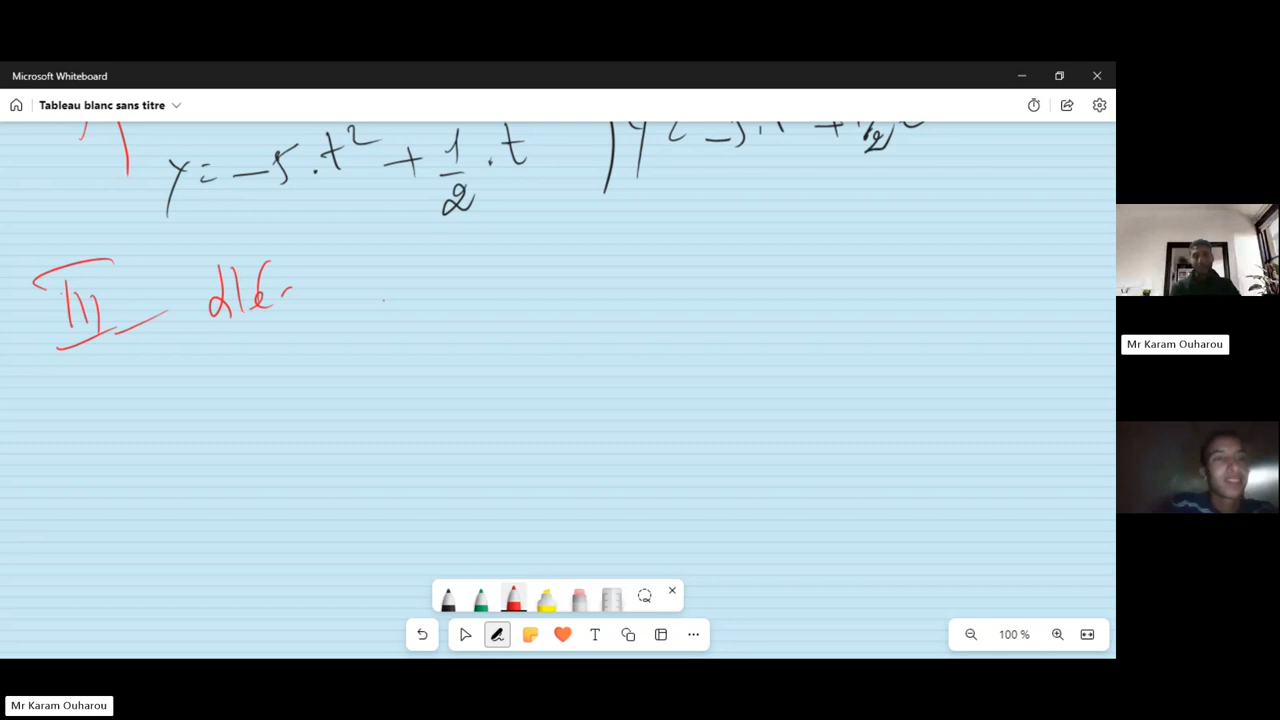 Microsoft Whiteboard
Tableau blanc sans titre
y = -5.t² + 1/2 .t
III
Mr Karam Ouharou
100 %
Mr Karam Ouharou